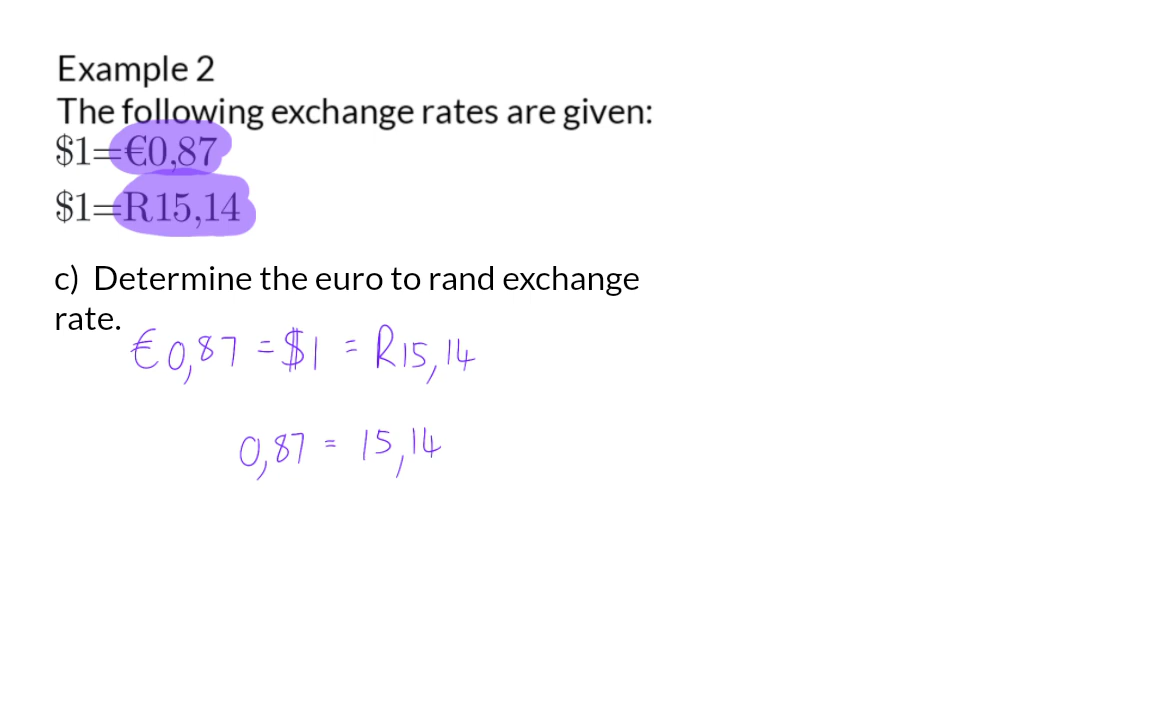 Example 2
The following exchange rates are given:
$1=€0,87
$1=R15,14
c) Determine the euro to rand exchange
rate.
€0,87 = $1 = R15,14
0,87 = 15,14